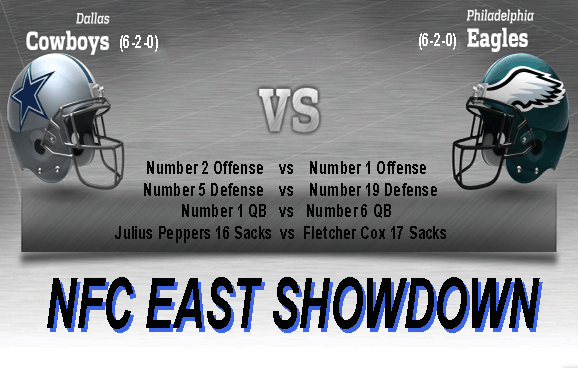 Dallas
Cowboys (6-2-0)
Philadelphia
(6-2-0) Eagles
VS
Number 2 Offense vs Number 1 Offense
Number 5 Defense vs Number 19 Defense
Number 1 QB vs Number 6 QB
Julius Peppers 16 Sacks vs Fletcher Cox 17 Sacks
NFC EAST SHOWDOWN